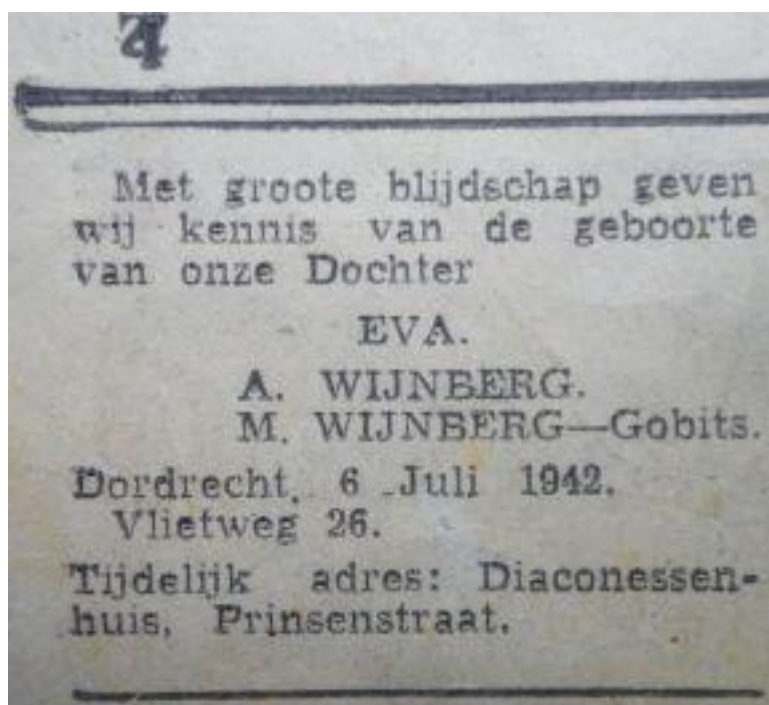 Met groote blijdschap geven
wij kennis van de geboorte
van onze Dochter
EVA.
A. WIJNBERG.
M. WIJNBERG—Gobits.
Dordrecht, 6 Juli 1942.
Vlietweg 26.
Tijdelijk adres: Diaconessen-
huis, Prinsenstraat.